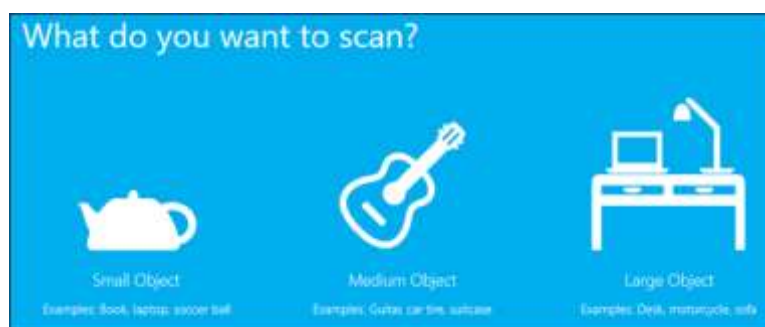 What do you want to scan?
Small Object
Medium Object
Large Object
Examples: Book, laptop, soccer ball
Examples: Guitar, car tire, suitcase
Examples: Desk, motorcycle, sofa